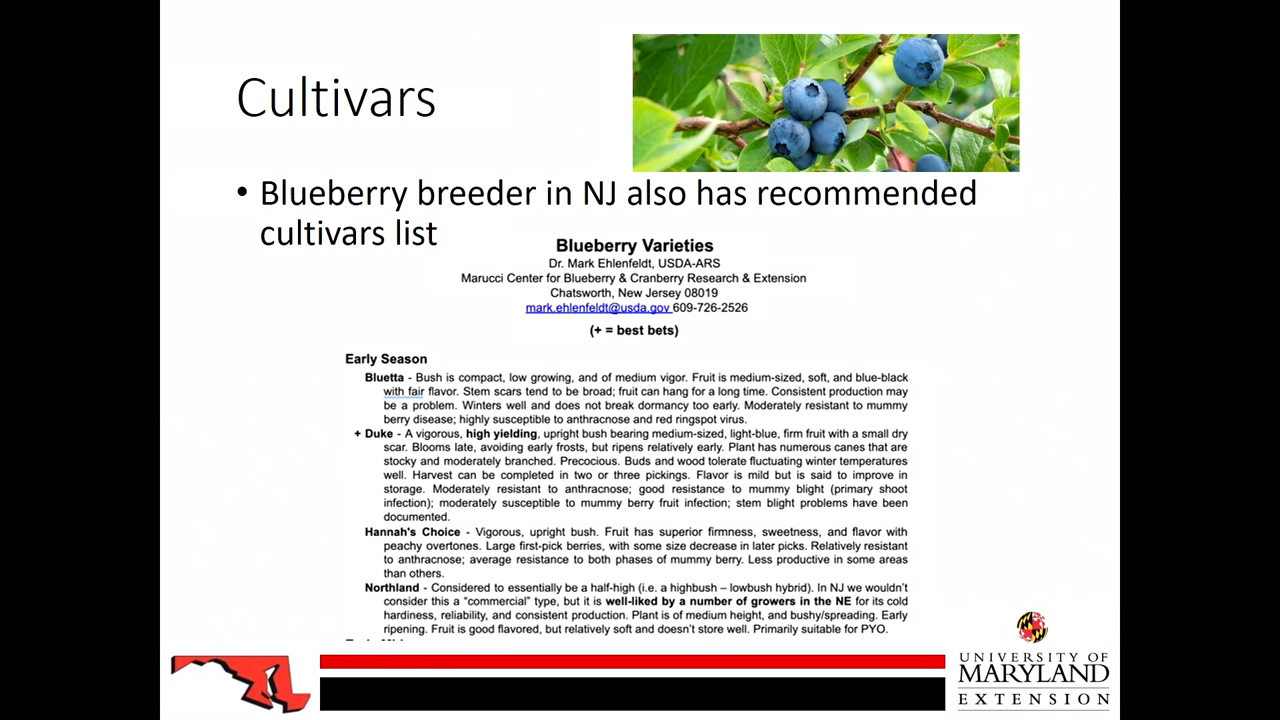 Cultivars
• Blueberry breeder in NJ also has recommended
cultivars list
Blueberry Varieties
Dr. Mark Ehlenfeldt, USDA-ARS
Marucci Center for Blueberry & Cranberry Research & Extension
Chatsworth, New Jersey 08019
mark.ehlenfeldt@usda.gov 609-726-2526
(+ = best bets)
Early Season
Bluetta - Bush is compact, low growing, and of medium vigor. Fruit is medium-sized, soft, and blue-black
with fair flavor. Stem scars tend to be broad; fruit can hang for a long time. Consistent production may
be a problem. Winters well and does not break dormancy too early. Moderately resistant to mummy
berry disease; highly susceptible to anthracnose and red ringspot virus.
+ Duke - A vigorous, high yielding, upright bush bearing medium-sized, light-blue, firm fruit with a small dry
scar. Blooms late, avoiding early frosts, but ripens relatively early. Plant has numerous canes that are
stocky and moderately branched. Precocious. Buds and wood tolerate fluctuating winter temperatures
well. Harvest can be completed in two or three pickings. Flavor is mild but is said to improve in
storage. Moderately resistant to anthracnose; good resistance to mummy blight (primary shoot
infection); moderately susceptible to mummy berry fruit infection; stem blight problems have been
documented.
Hannah's Choice - Vigorous, upright bush. Fruit has superior firmness, sweetness, and flavor with
peachy overtones. Large first-pick berries, with some size decrease in later picks. Relatively resistant
to anthracnose; average resistance to both phases of mummy berry. Less productive in some areas
than others.
Northland - Considered to essentially be a half-high (i.e. a highbush – lowbush hybrid). In NJ we wouldn't
consider this a “commercial” type, but it is well-liked by a number of growers in the NE for its cold
hardiness, reliability, and consistent production. Plant is of medium height, and bushy/spreading. Early
ripening. Fruit is good flavored, but relatively soft and doesn't store well. Primarily suitable for PYO.
UNIVERSITY OF
MARYLAND
EXTENSION